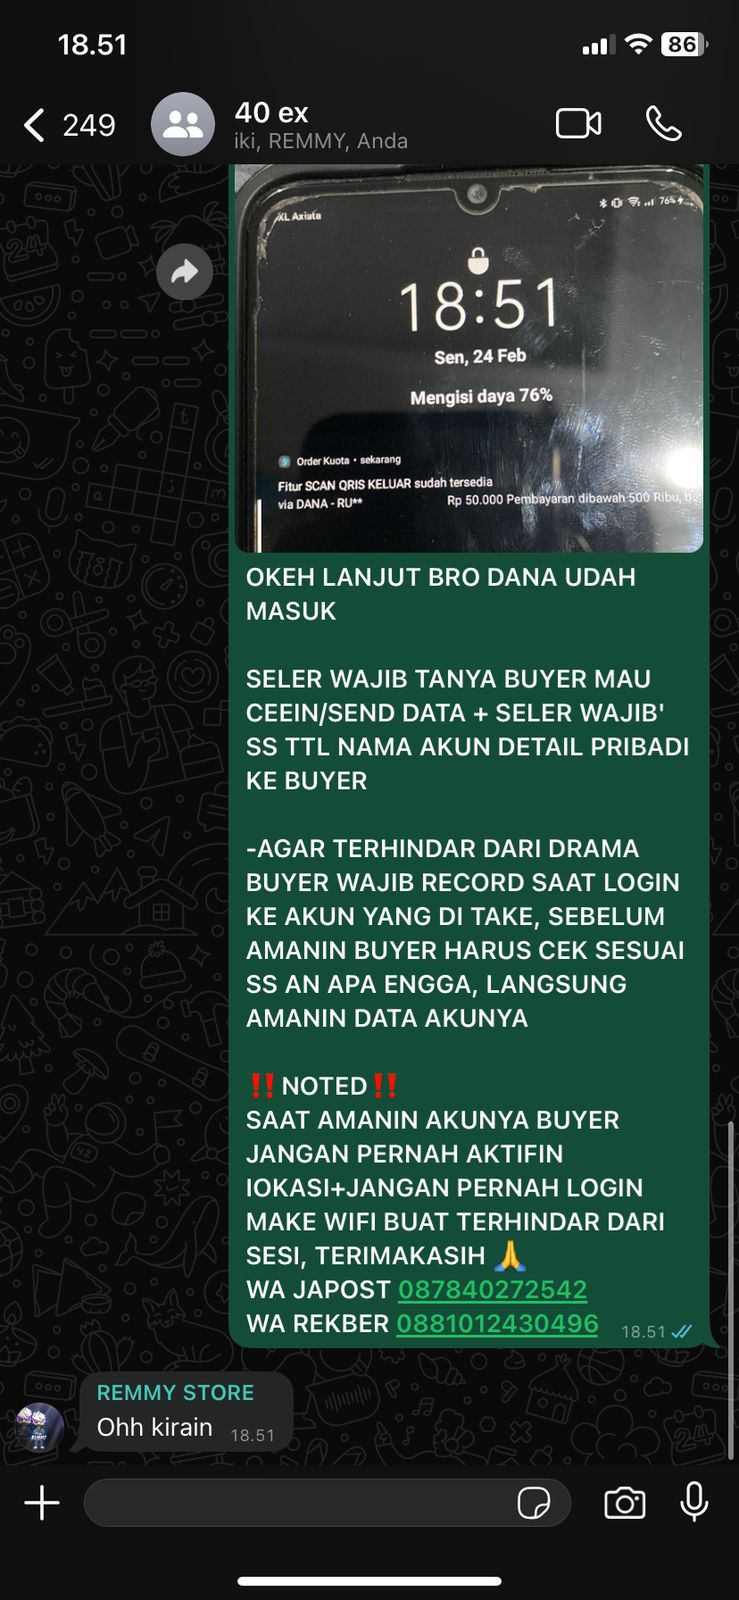 18.51
86
249
40 ex
iki, REMMY, Anda
XL Axiata
76%
18:51
Sen, 24 Feb
Mengisi daya 76%
Order Kuota • sekarang
Fitur SCAN QRIS KELUAR sudah tersedia
via DANA - RU** Rp 50.000 Pembayaran dibawah 500 Ribu, b
OKEH LANJUT BRO DANA UDAH
MASUK
SELER WAJIB TANYA BUYER MAU
CEEIN/SEND DATA + SELER WAJIB'
SS TTL NAMA AKUN DETAIL PRIBADI
KE BUYER
-AGAR TERHINDAR DARI DRAMA
BUYER WAJIB RECORD SAAT LOGIN
KE AKUN YANG DI TAKE, SEBELUM
AMANIN BUYER HARUS CEK SESUAI
SS AN APA ENGGA, LANGSUNG
AMANIN DATA AKUNYA
‼️NOTED‼️
SAAT AMANIN AKUNYA BUYER
JANGAN PERNAH AKTIFIN
lOKASI+JANGAN PERNAH LOGIN
MAKE WIFI BUAT TERHINDAR DARI
SESI, TERIMAKASIH 🙏
WA JAPOST 087840272542
WA REKBER 0881012430496 18.51
REMMY STORE
Ohh kirain 18.51